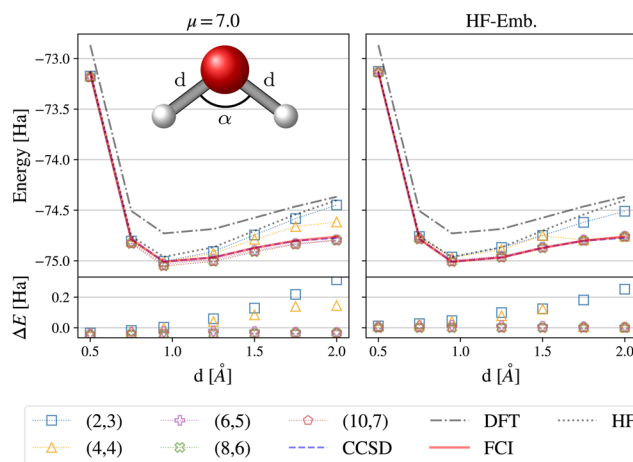 μ = 7.0
HF-Emb.
Energy [Ha]
−73.0
−73.5
−74.0
−74.5
−75.0
d
d
α
ΔE [Ha]
0.2
0.0
0.5
1.0
1.5
2.0
0.5
1.0
1.5
2.0
d [Å]
d [Å]
(2,3)
(6,5)
(10,7)
DFT
HF
(4,4)
(8,6)
CCSD
FCI